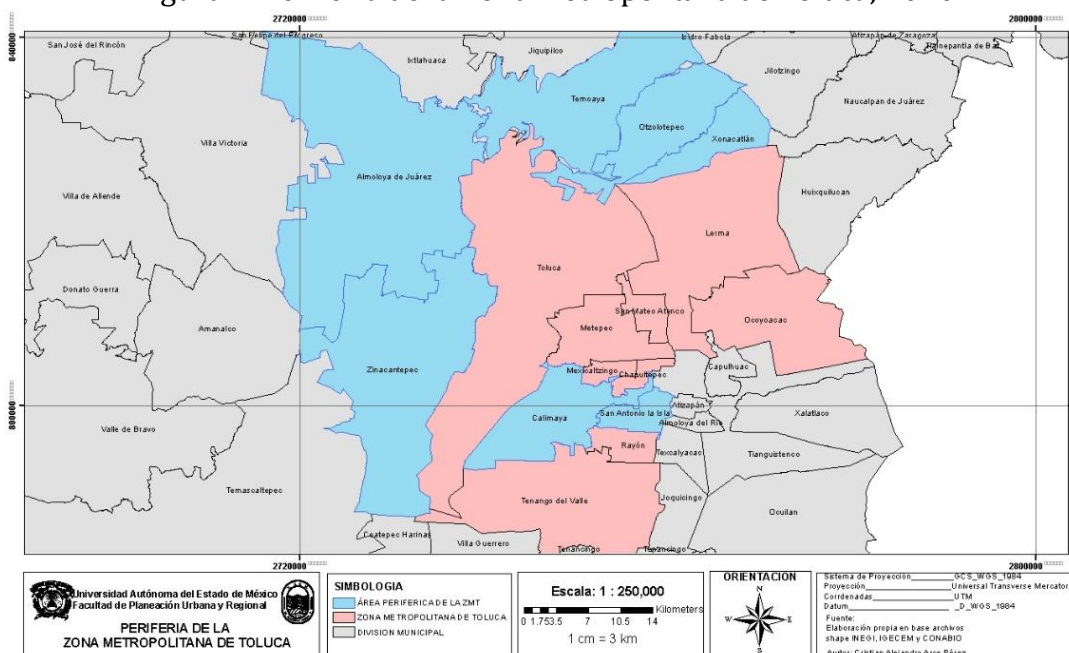 2720000
2800000
840000
San José del Rincón
San Felipe del Progreso
Ixtlahuaca
Jiquipilco
Isidro Fabela
Atizapán de Zaragoza
Jilotzingo
Naucalpan de Juárez
Temoaya
Otzolotepec
Xonacatlán
Villa Victoria
Almoloya de Juárez
Villa de Allende
Huixquilucan
Lerma
Toluca
Donato Guerra
Amanalco
San Mateo Atenco
Metepec
Ocoyoacac
Zinacantepec
Mexicaltzingo
Chapultepec
Capulhuac
800000
Calimaya
San Antonio la Isla
Atizapán
Almoloya del Río
Xalatlaco
Valle de Bravo
Rayón
Texcalyacac
Tianguistenco
Temascaltepec
Tenango del Valle
Joquicingo
Ocuilan
Coatepec Harinas
Villa Guerrero
Tenancingo
Tenancingo
2720000
2800000
Universidad Autónoma del Estado de México
Facultad de Planeación Urbana y Regional
PERIFERIA DE LA
ZONA METROPOLITANA DE TOLUCA
SIMBOLOGIA
ÁREA PERIFERICA DE LA ZMT
ZONA METROPOLITANA DE TOLUCA
DIVISION MUNICIPAL
Escala: 1 : 250,000
Kilometers
0 1.753.5 7 10.5 14
1 cm = 3 km
ORIENTACION
N
W E
S
Sistema de Proyección GCS_WGS_1984
Proyección Universal Transverse Mercator
Corrdenadas UTM
Datum _D_WGS_1984
Fuente:
Elaboración propia en base archivos
shape INEGI, IGECEM y CONABIO